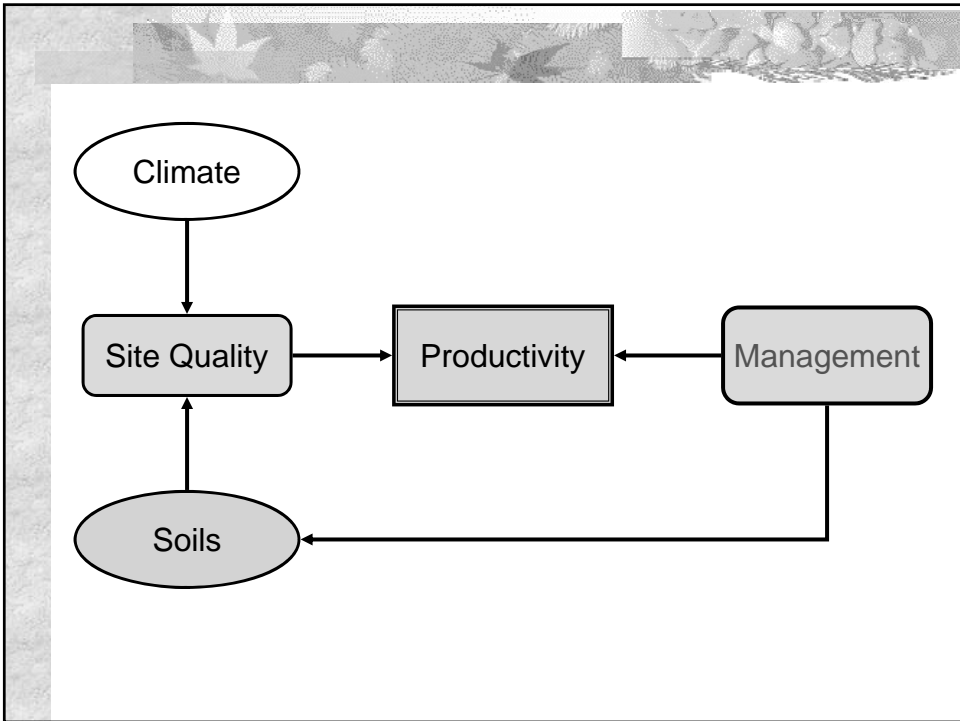 Climate
Site Quality
Productivity
Management
Soils